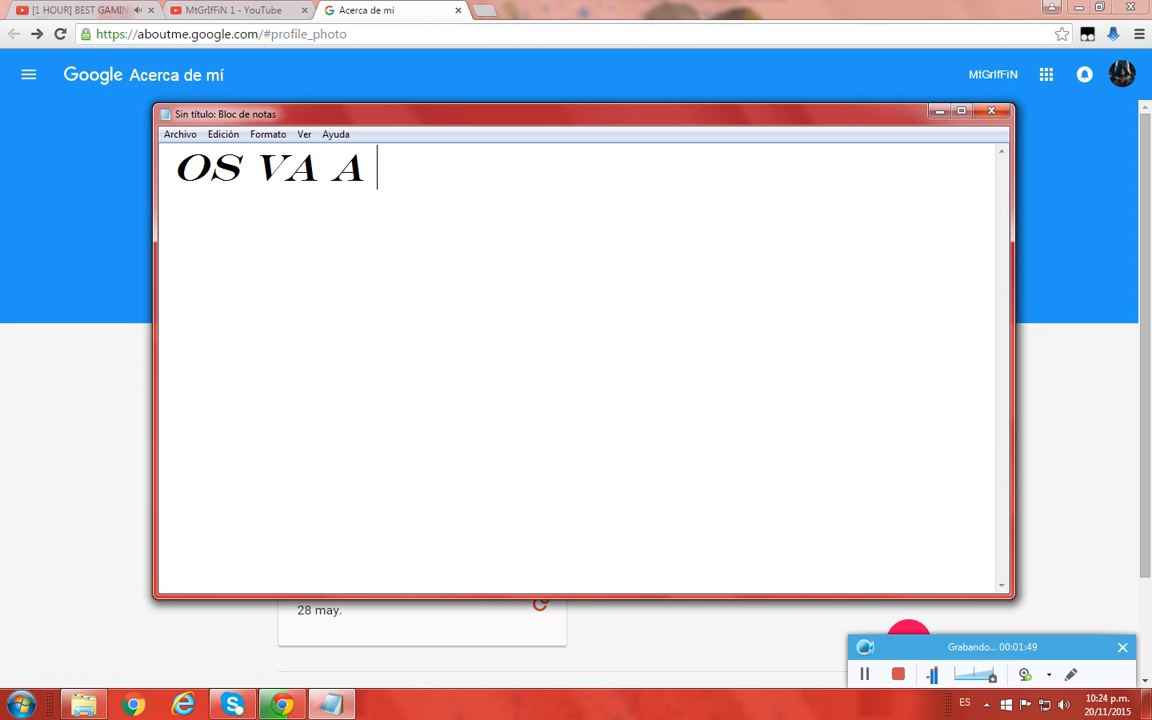 [1 HOUR] BEST GAMIN
MtGrIfFiN 1 - YouTube
Acerca de mí
https://aboutme.google.com/#profile_photo
Google Acerca de mí
MtGrIfFiN
Sin título: Bloc de notas
Archivo Edición Formato Ver Ayuda
OS VA A
28 may.
Grabando... 00:01:49
ES
10:24 p.m.
20/11/2015